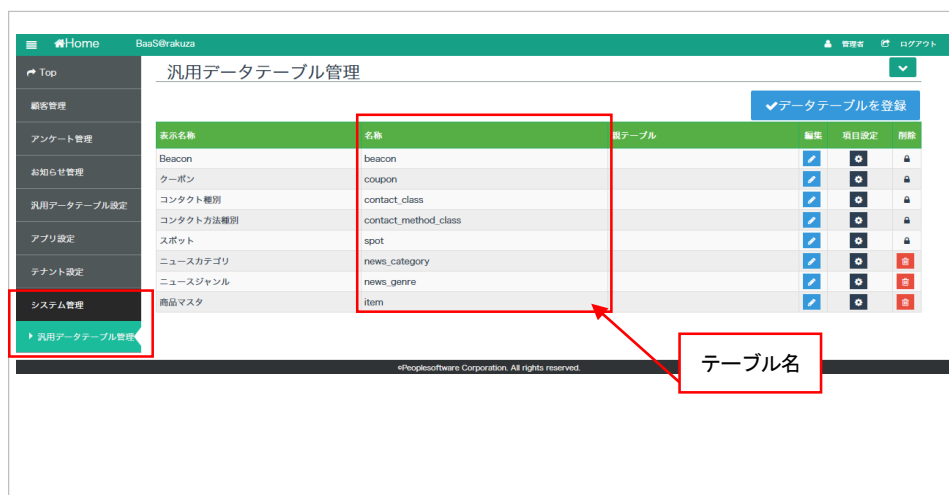 Home BaaS@rakuza 管理者 ログアウト
Top
顧客管理
アンケート管理
お知らせ管理
汎用データテーブル設定
アプリ設定
テナント設定
システム管理
汎用データテーブル管理
汎用データテーブル管理
データテーブルを登録
表示名称 名称 親テーブル 編集 項目設定 削除
Beacon beacon
クーポン coupon
コンタクト種別 contact_class
コンタクト方法種別 contact_method_class
スポット spot
ニュースカテゴリ news_category
ニュースジャンル news_genre
商品マスタ item
テーブル名
©Peoplesoftware Corporation. All rights reserved.